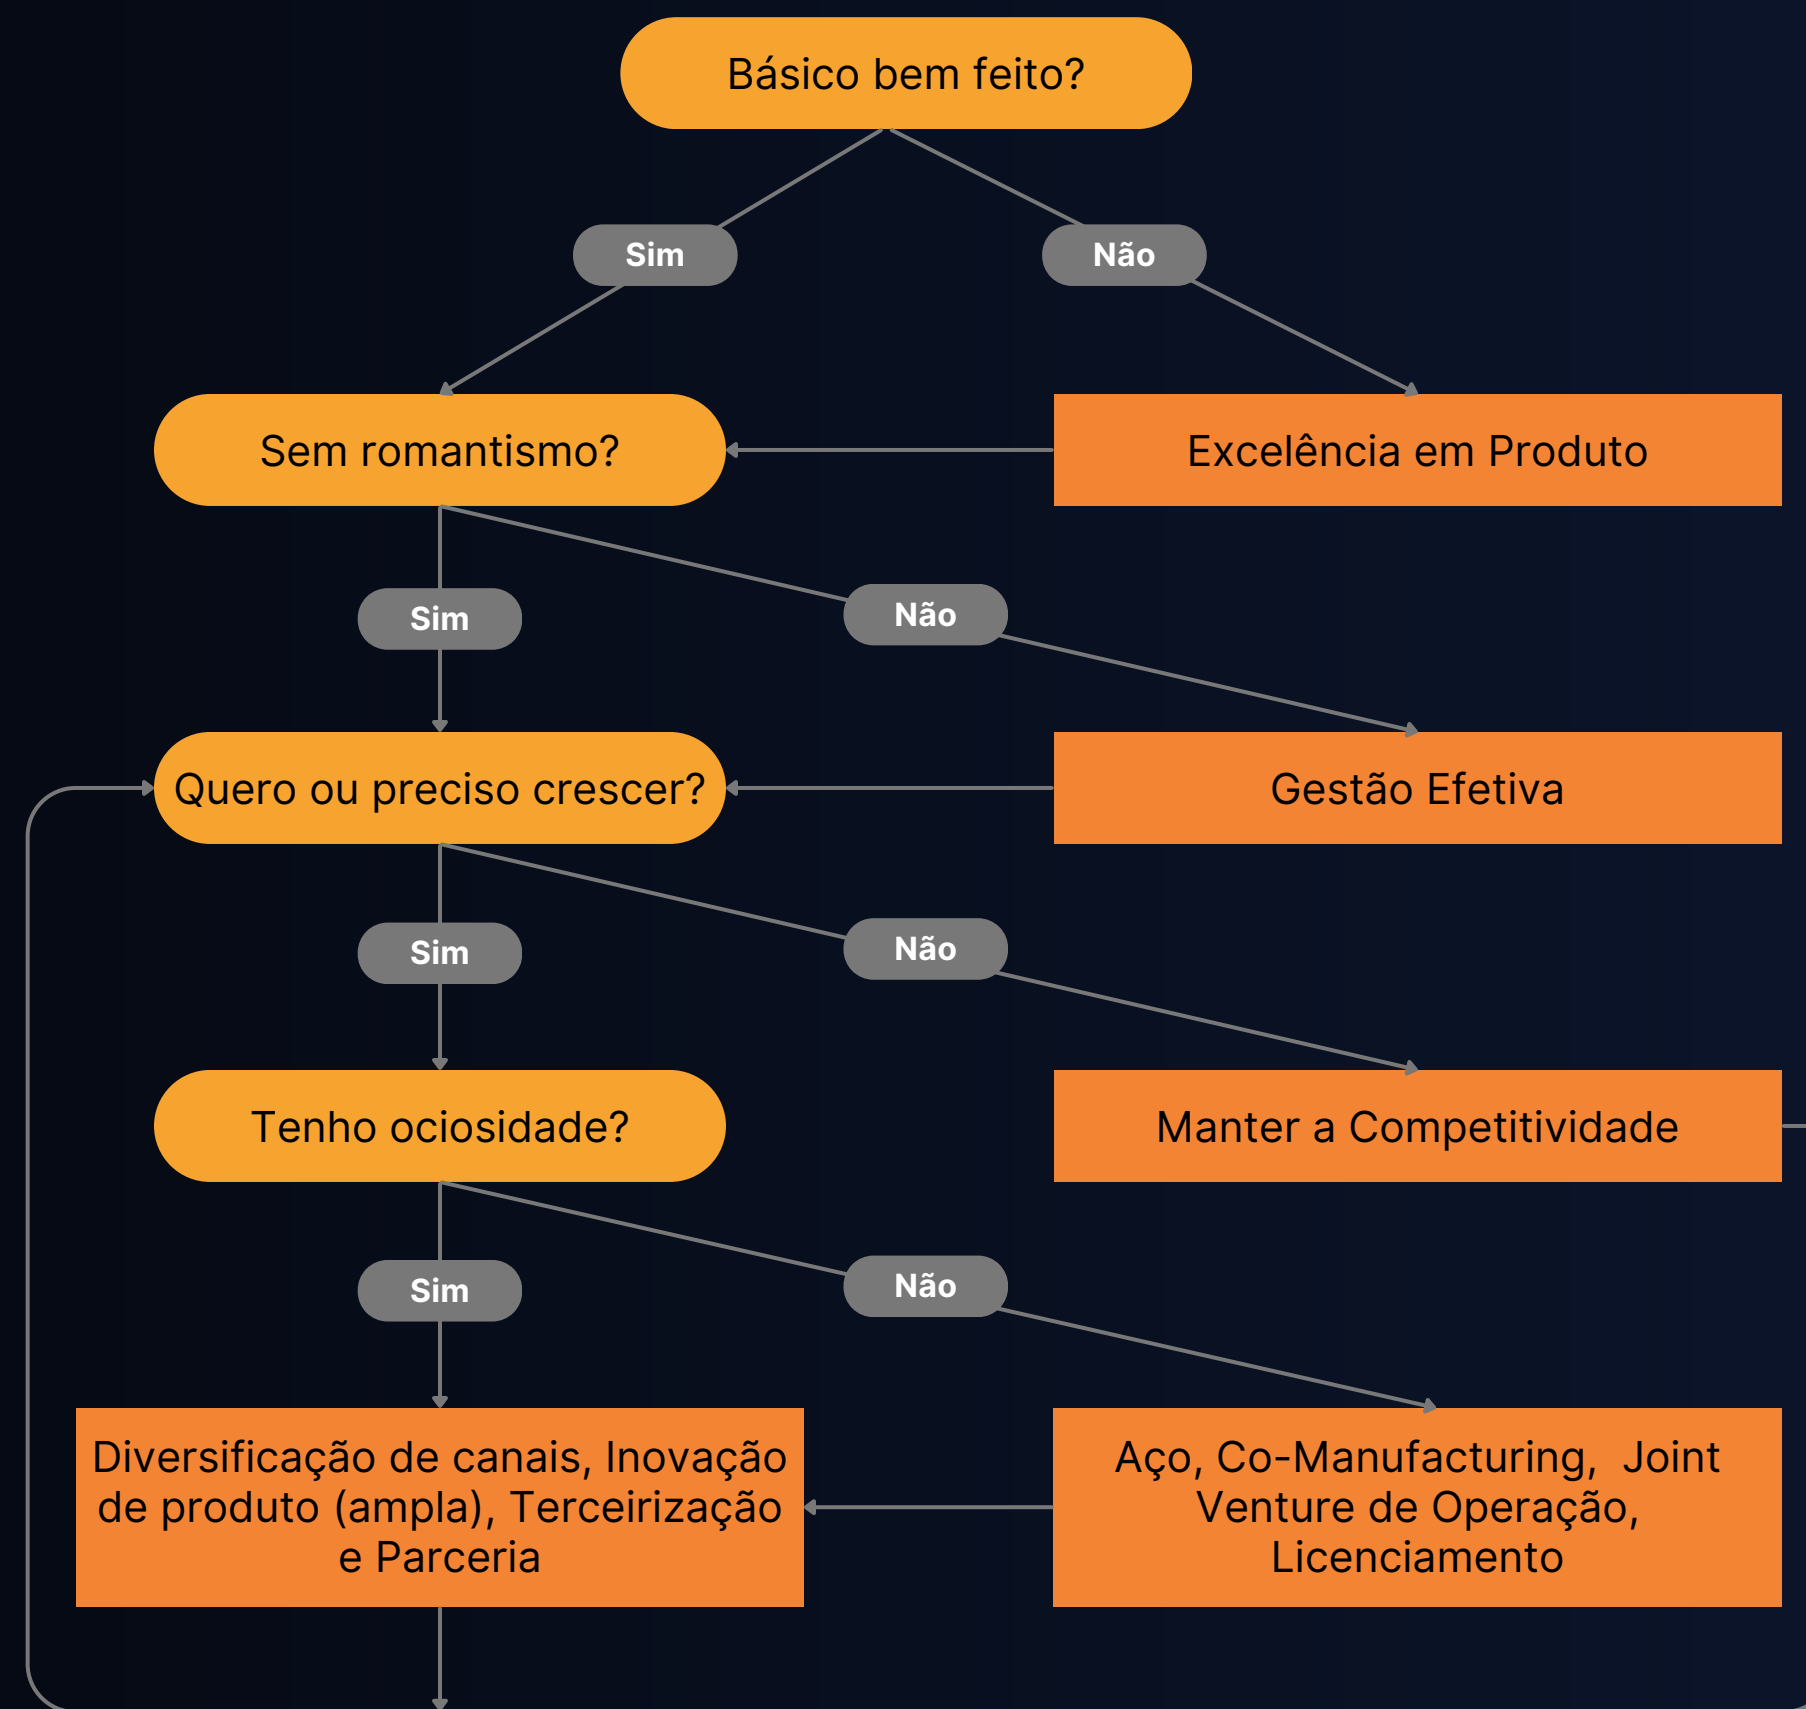 Básico bem feito?
Sim
Não
Sem romantismo?
Excelência em Produto
Sim
Não
Quero ou preciso crescer?
Gestão Efetiva
Sim
Não
Tenho ociosidade?
Manter a Competitividade
Sim
Não
Diversificação de canais, Inovação
de produto (ampla), Terceirização
e Parceria
Aço, Co-Manufacturing,  Joint
Venture de Operação,
Licenciamento